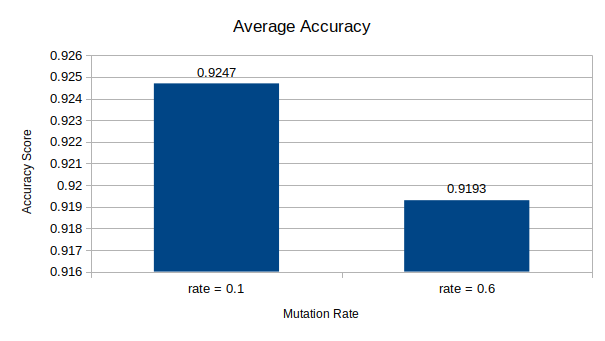 Average Accuracy
0.926
0.925
0.924
0.923
0.922
0.921
0.92
0.919
0.918
0.917
0.916
Accuracy Score
0.9247
0.9193
rate = 0.1
rate = 0.6
Mutation Rate